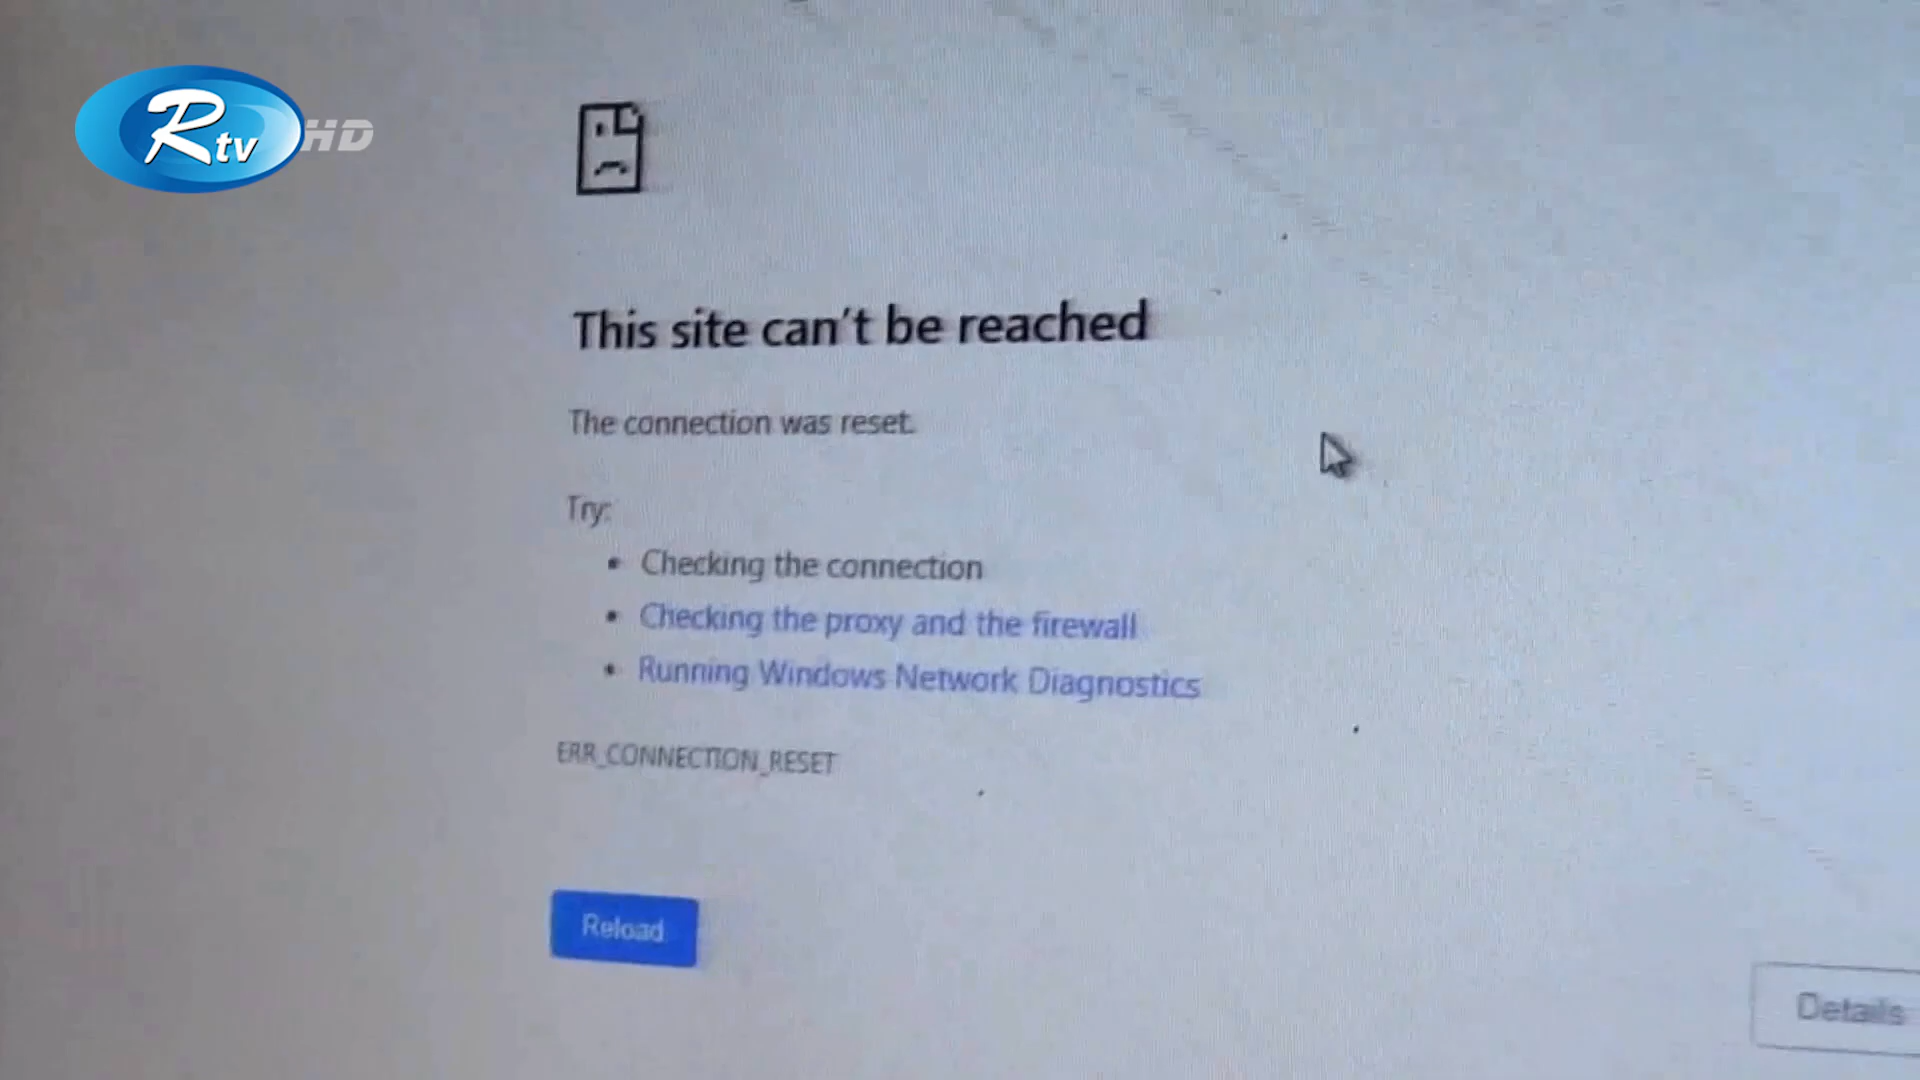 Rtv HD
This site can't be reached
The connection was reset.
Try:
• Checking the connection
• Checking the proxy and the firewall
• Running Windows Network Diagnostics
ERR_CONNECTION_RESET
Reload
Details